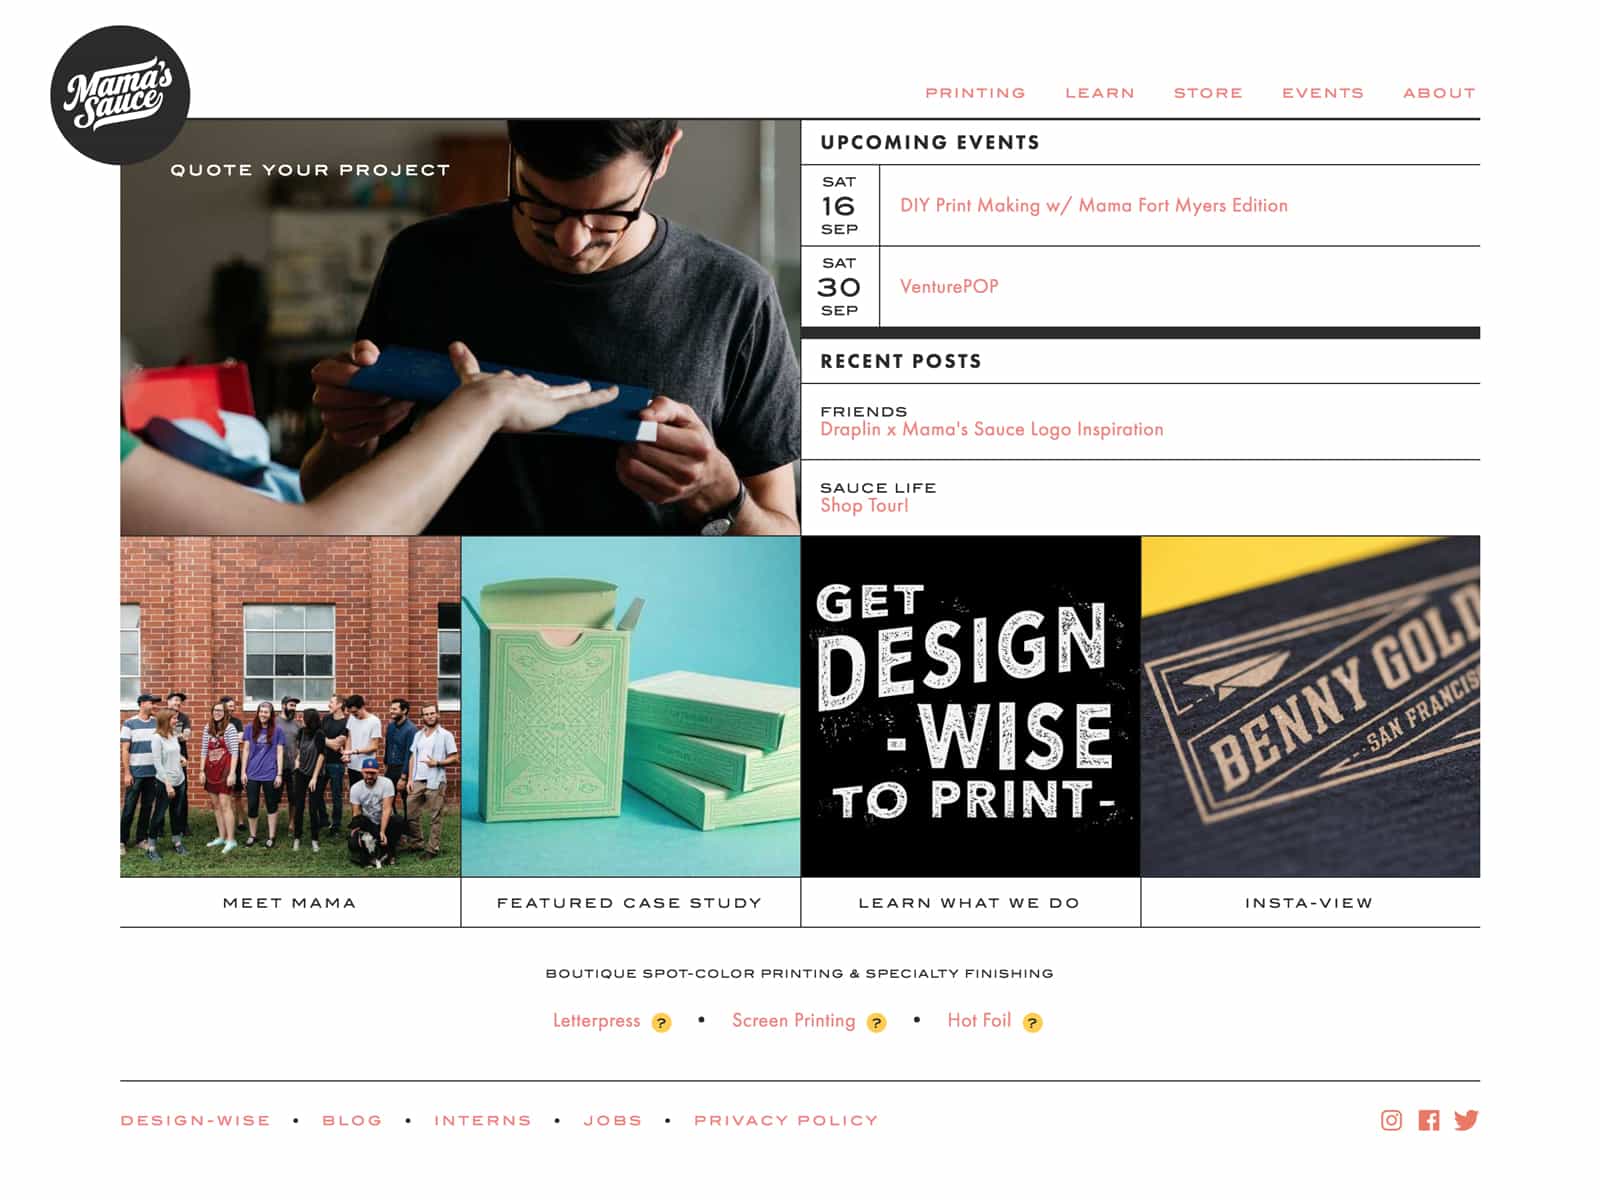 Mama's
Sauce
PRINTING LEARN STORE EVENTS ABOUT
QUOTE YOUR PROJECT
UPCOMING EVENTS
SAT
16
SEP
DIY Print Making w/ Mama Fort Myers Edition
SAT
30
SEP
VenturePOP
RECENT POSTS
FRIENDS
Draplin x Mama's Sauce Logo Inspiration
SAUCE LIFE
Shop Tour!
GET
DESIGN
-WISE
TO PRINT-
BENNY GOLD
SAN FRANCIS
MEET MAMA
FEATURED CASE STUDY
LEARN WHAT WE DO
INSTA-VIEW
BOUTIQUE SPOT-COLOR PRINTING & SPECIALTY FINISHING
Letterpress ? • Screen Printing ? • Hot Foil ?
DESIGN-WISE • BLOG • INTERNS • JOBS • PRIVACY POLICY